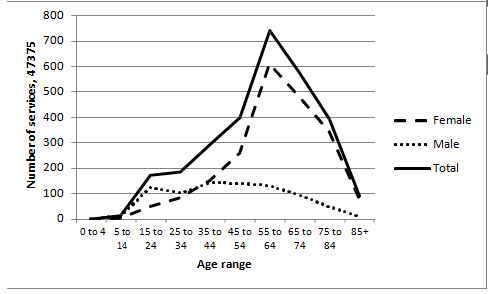 800
700
600
500
400
300
200
100
0
Number of services, 47375
0 to 4 5 to 15 to 25 to 35 to 45 to 55 to 65 to 75 to 85+
14 24 34 44 54 64 74 84
Age range
Female
Male
Total